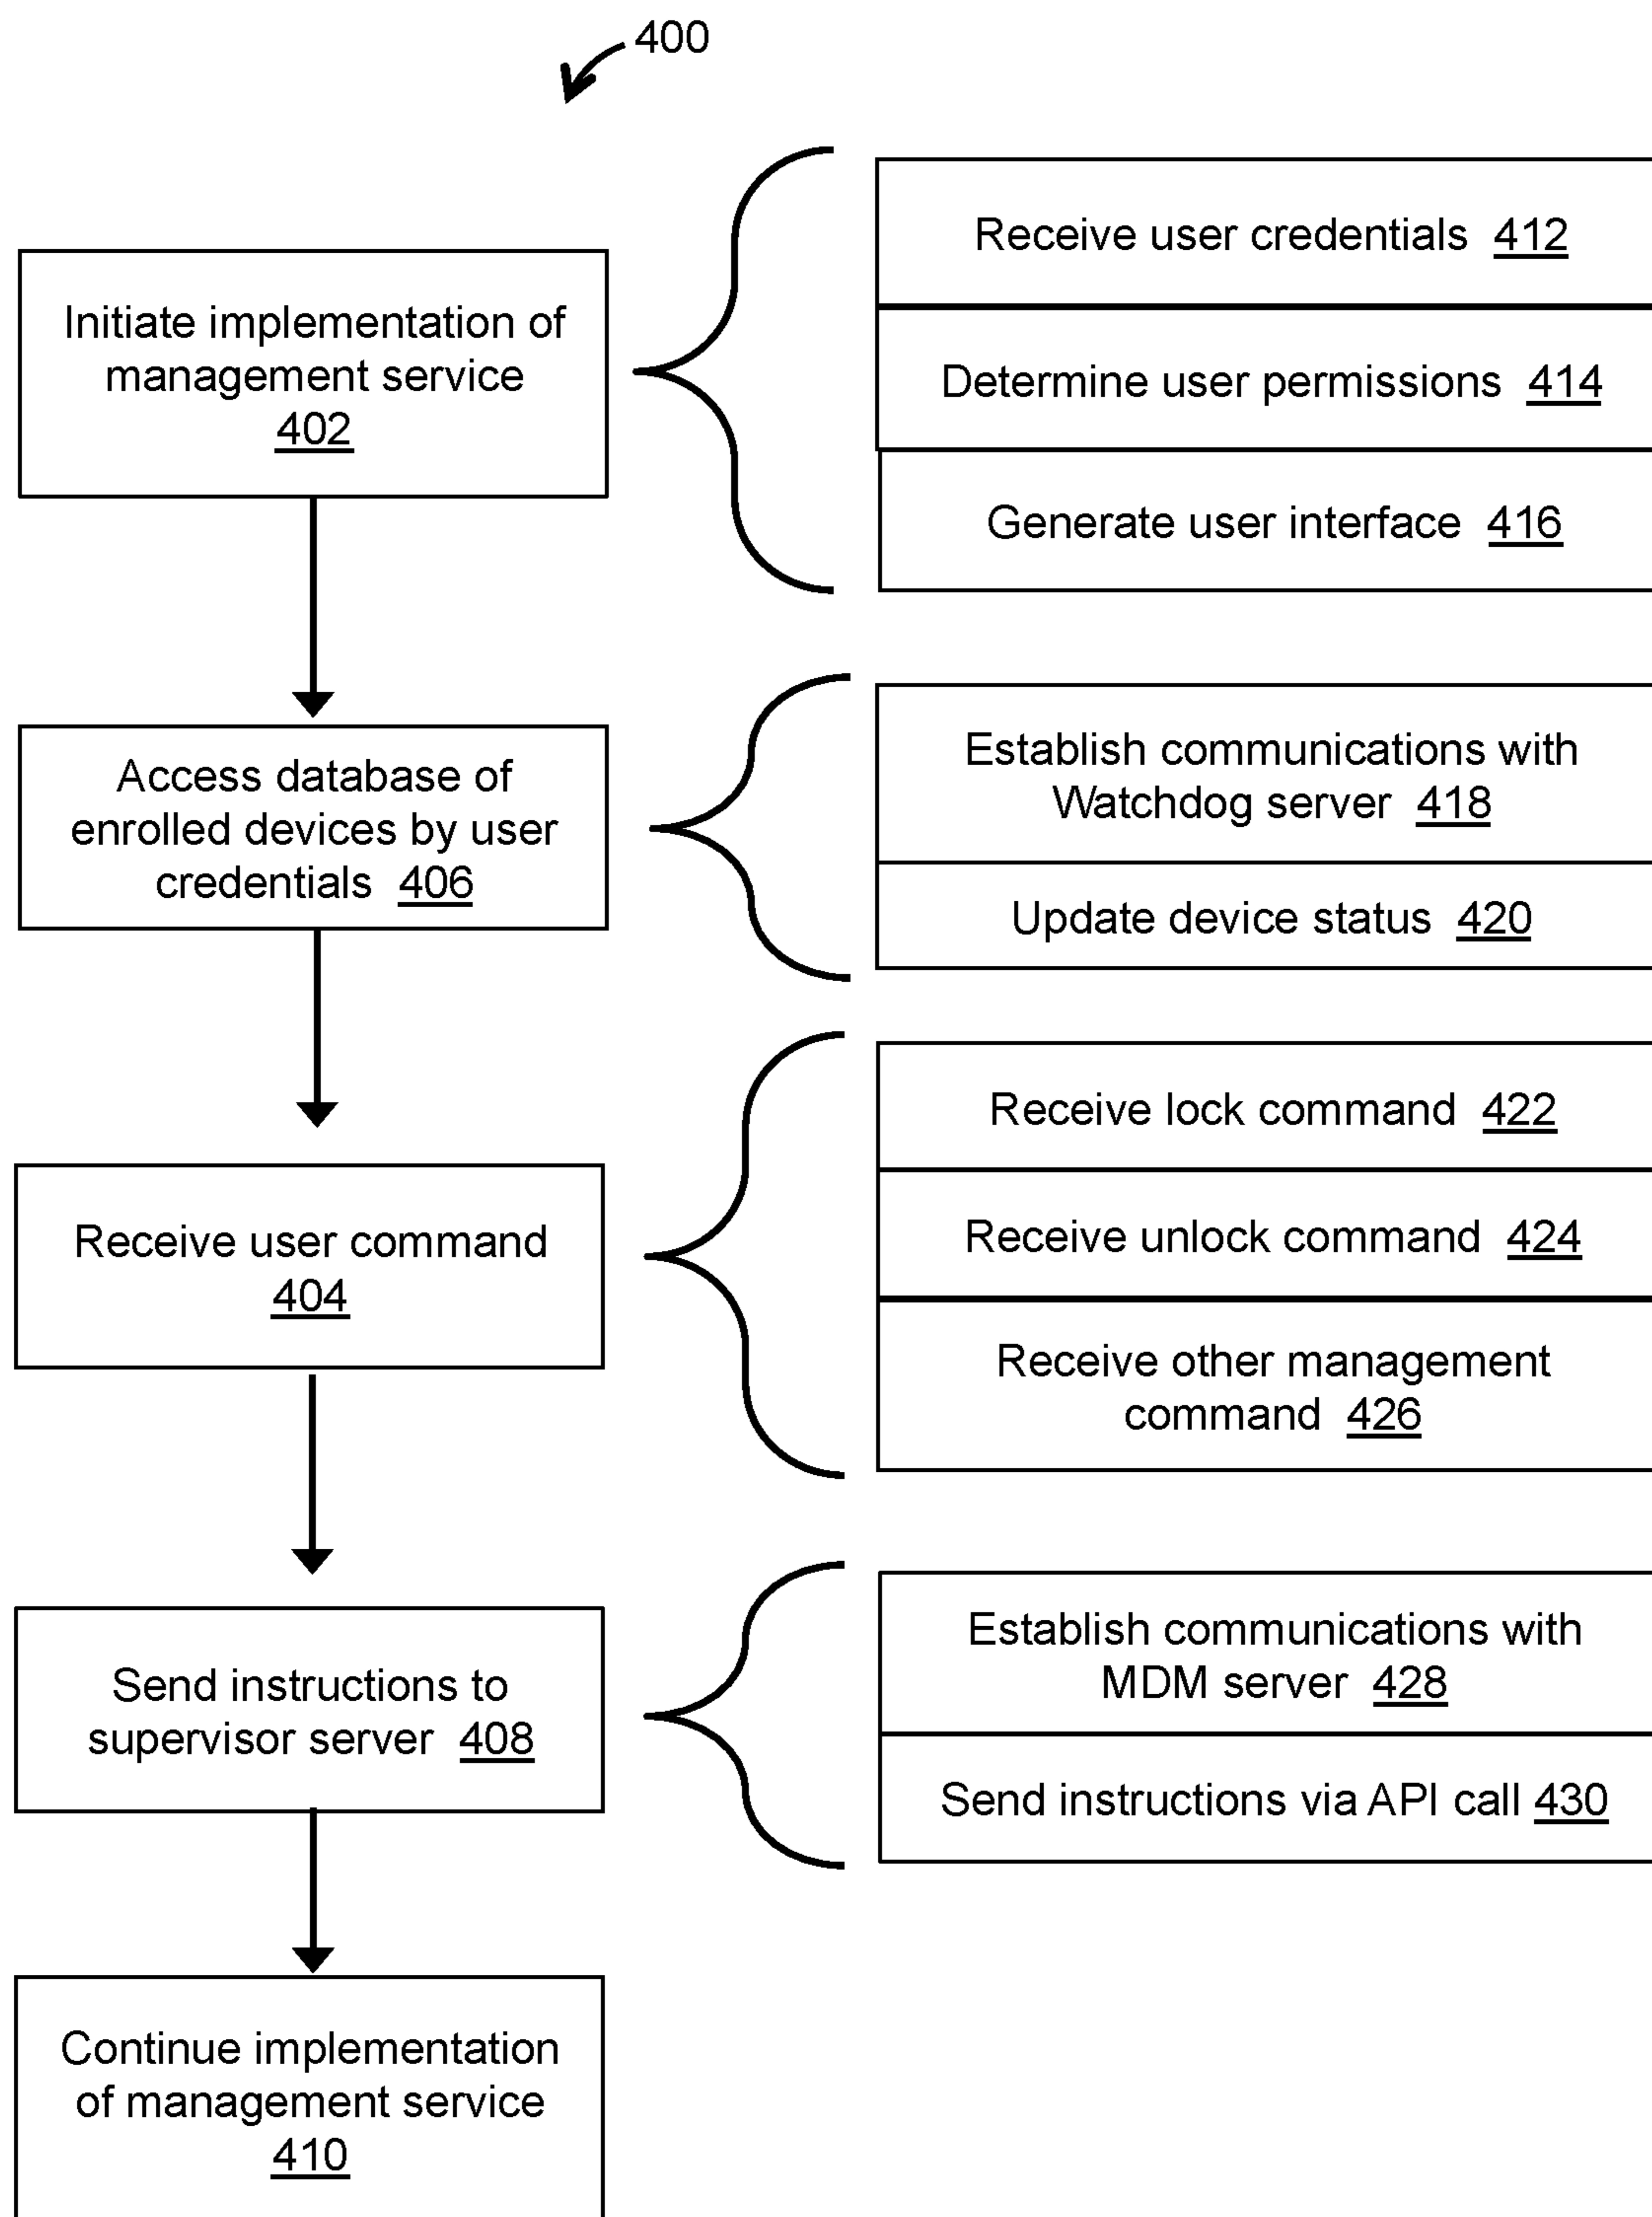 400
Initiate implementation of
management service
402
Receive user credentials 412
Determine user permissions 414
Generate user interface 416
Access database of
enrolled devices by user
credentials 406
Establish communications with
Watchdog server 418
Update device status 420
Receive user command
404
Receive lock command 422
Receive unlock command 424
Receive other management
command 426
Send instructions to
supervisor server 408
Establish communications with
MDM server 428
Send instructions via API call 430
Continue implementation
of management service
410